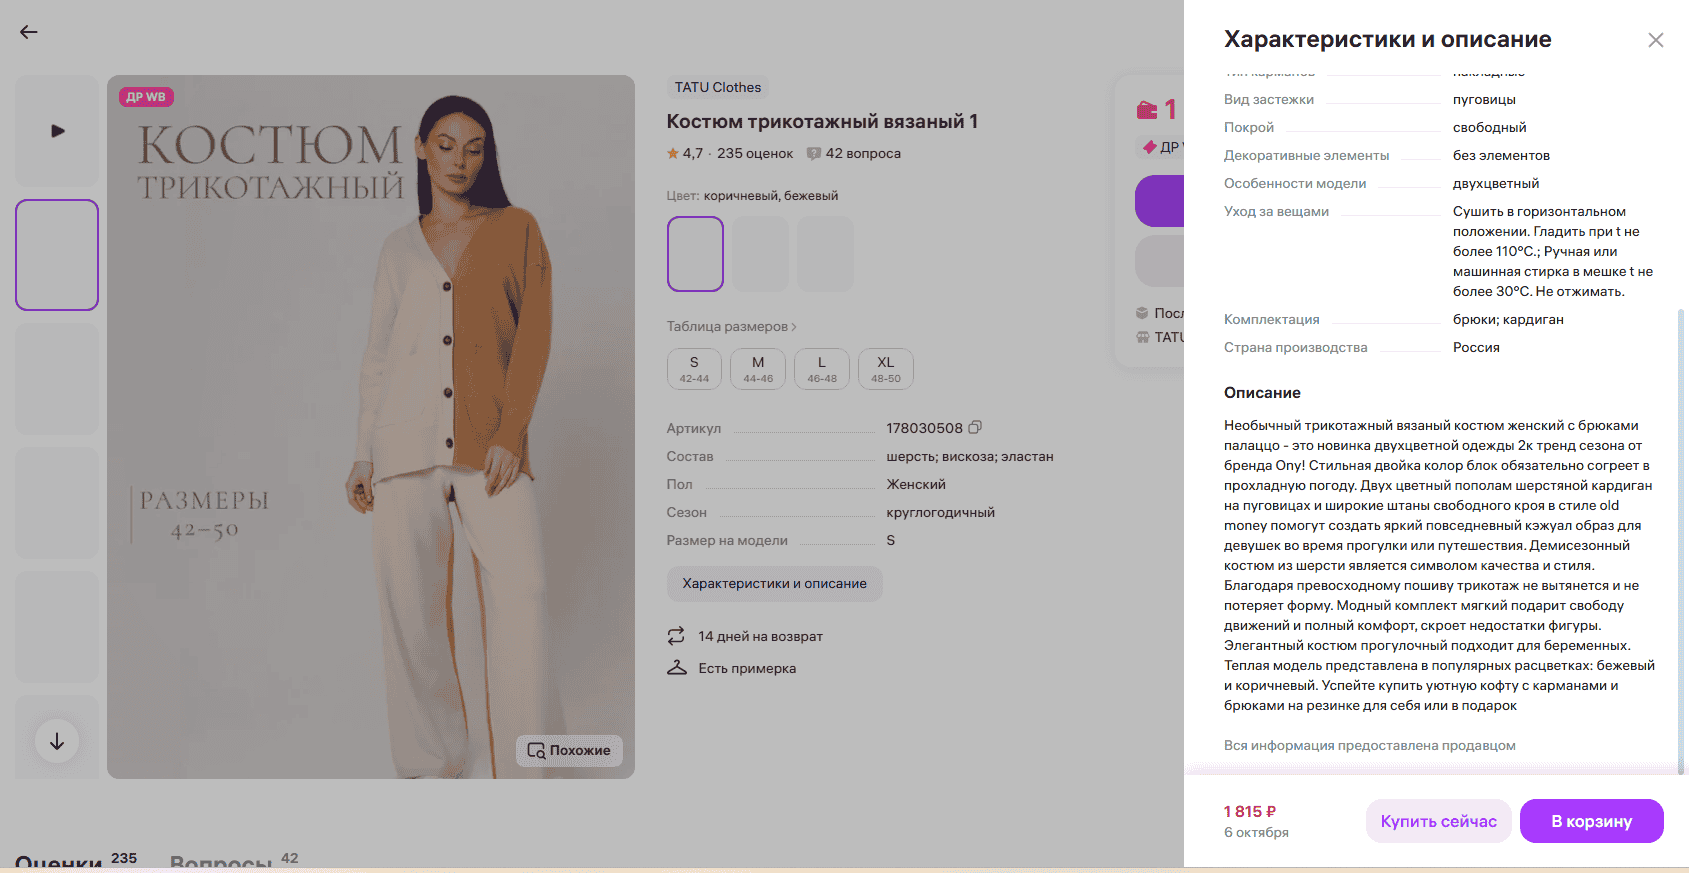 ДР WB
КОСТЮМ
ТРИКОТАЖНЫЙ
РАЗМЕРЫ
42–50
Похожие
TATU Clothes
Костюм трикотажный вязаный 1
4,7 · 235 оценок 42 вопроса
Цвет: коричневый, бежевый
Таблица размеров
S M L XL
42-44 44-46 46-48 48-50
Артикул 178030508
Состав шерсть; вискоза; эластан
Пол Женский
Сезон круглогодичный
Размер на модели S
Характеристики и описание
14 дней на возврат
Есть примерка
1
ДР
TATU
Оценки 235 Вопросы 42
Характеристики и описание
Тип карманов накладные
Вид застежки пуговицы
Покрой свободный
Декоративные элементы без элементов
Особенности модели двухцветный
Уход за вещами Сушить в горизонтальном
положении. Гладить при t не
более 110°С.; Ручная или
машинная стирка в мешке t не
более 30°С. Не отжимать.
Комплектация брюки; кардиган
Страна производства Россия
Описание
Необычный трикотажный вязаный костюм женский с брюками
палаццо - это новинка двухцветной одежды 2к тренд сезона от
бренда Ony! Стильная двойка колор блок обязательно согреет в
прохладную погоду. Двух цветный пополам шерстяной кардиган
на пуговицах и широкие штаны свободного кроя в стиле old
money помогут создать яркий повседневный кэжуал образ для
девушек во время прогулки или путешествия. Демисезонный
костюм из шерсти является символом качества и стиля.
Благодаря превосходному пошиву трикотаж не вытянется и не
потеряет форму. Модный комплект мягкий подарит свободу
движений и полный комфорт, скроет недостатки фигуры.
Элегантный костюм прогулочный подходит для беременных.
Теплая модель представлена в популярных расцветках: бежевый
и коричневый. Успейте купить уютную кофту с карманами и
брюками на резинке для себя или в подарок
Вся информация предоставлена продавцом
1 815 ₽
6 октября
Купить сейчас
В корзину